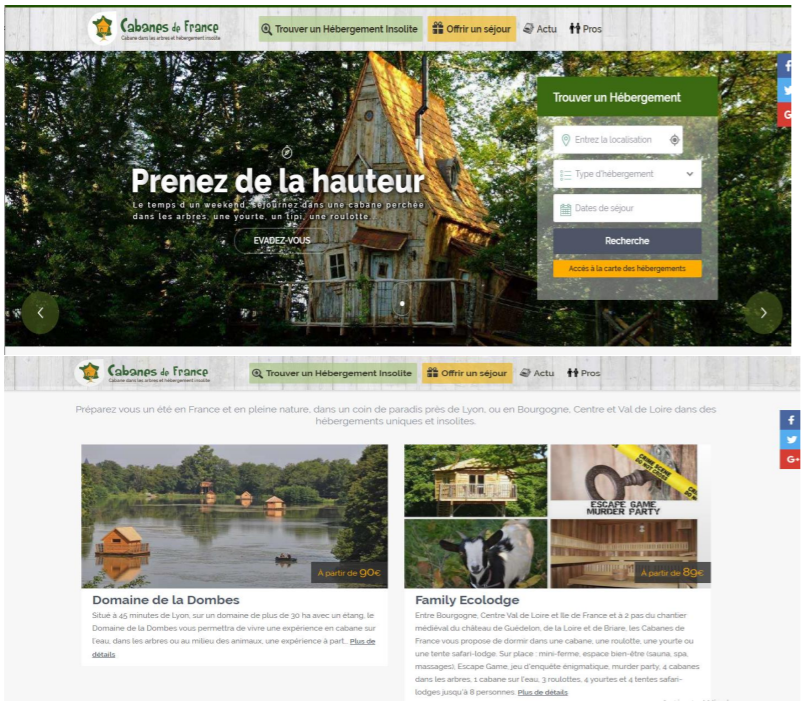 Cabanes de France
Cabane dans les arbres et hébergement insolite
Trouver un Hébergement Insolite
Offrir un séjour
Actu
Pros
Prenez de la hauteur
Le temps d un weekend, séjournez dans une cabane perchée
dans les arbres, une yourte, un tipi, une roulotte...
EVADEZ-VOUS
Trouver un Hébergement
Entrez la localisation
Type d'hébergement
Dates de séjour
Recherche
Accès à la carte des hébergements
f
G
Cabanes de France
Cabane dans les arbres et hébergement insolite
Trouver un Hébergement Insolite
Offrir un séjour
Actu
Pros
Préparez vous un été en France et en pleine nature, dans un coin de paradis près de Lyon, ou en Bourgogne, Centre et Val de Loire dans des
hébergements uniques et insolites.
f
G+
À partir de 90€
Domaine de la Dombes
Situé à 45 minutes de Lyon, sur un domaine de plus de 30 ha avec un étang, le
Domaine de la Dombes vous permettra de vivre une expérience en cabane sur
l'eau, dans les arbres ou au milieu des animaux, une expérience à part... Plus de
détails
CRIME SCENE
ESCAPE GAME
MURDER PARTY
À partir de 89€
Family Ecolodge
Entre Bourgogne, Centre Val de Loire et Ile de France et à 2 pas du chantier
médiéval du château de Guédelon, de la Loire et de Briare, les Cabanes de
France vous propose de dormir dans une cabane, une roulotte, une yourte ou
une tente safari-lodge. Sur place : mini-ferme, espace bien-être (sauna, spa,
massages), Escape Game, jeu d'enquête énigmatique, murder party, 4 cabanes
dans les arbres, 1 cabane sur l'eau, 3 roulottes, 4 yourtes et 4 tentes safari-
lodges jusqu'à 8 personnes. Plus de détails